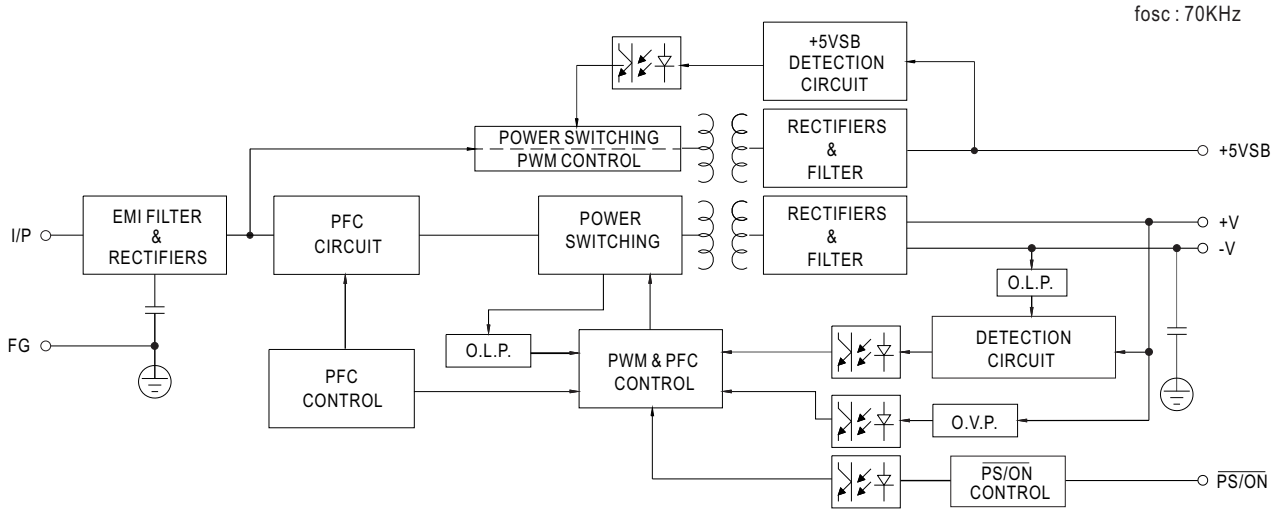 fosc : 70KHz
+5VSB
DETECTION
CIRCUIT
POWER SWITCHING
PWM CONTROL
RECTIFIERS
&
FILTER
+5VSB
I/P
EMI FILTER
&
RECTIFIERS
PFC
CIRCUIT
POWER
SWITCHING
RECTIFIERS
&
FILTER
+V
-V
O.L.P.
FG
O.L.P.
PFC
CONTROL
PWM & PFC
CONTROL
DETECTION
CIRCUIT
O.V.P.
PS/ON
CONTROL
PS/ON